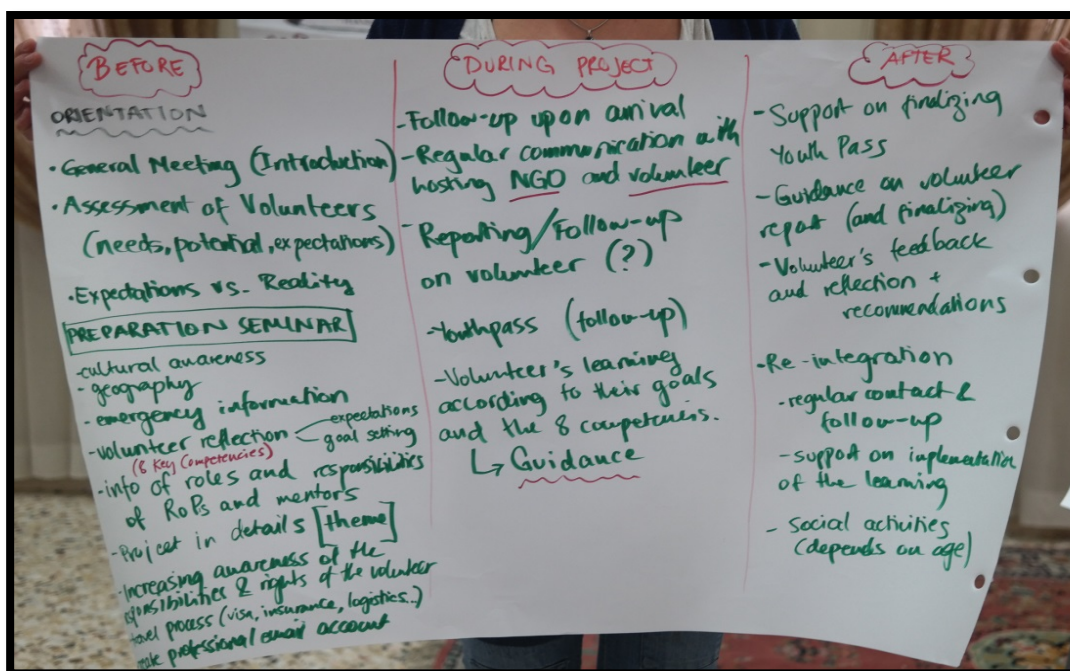 BEFORE
ORIENTATION
• General Meeting (Introduction)
• Assessment of Volunteers
(needs, potential, expectations)
• Expectations vs. Reality
PREPARATION SEMINAR
- cultural awareness
- geography
- emergency information
- volunteer reflection < expectations
goal setting
(8 Key Competencies)
- info of roles and responsibilities
of RoPs and mentors
- Project in details [theme]
- Increasing awareness of the
responsibilities & rights of the volunteer
travel process (visa, insurance, logistics..)
professional email account
DURING PROJECT
- Follow-up upon arrival
- Regular communication with
hosting NGO and volunteer
- Reporting/Follow-up
on volunteer (?)
- Youthpass (follow-up)
- Volunteer's learning
according to their goals
and the 8 competencies.
↳ Guidance
AFTER
- Support on finalizing
Youth Pass
- Guidance on volunteer
report (and finalizing)
- Volunteer's feedback
and reflection +
recommendations
- Re-integration
- regular contact &
follow-up
- support on implementation
of the learning
- Social activities
(depends on age)